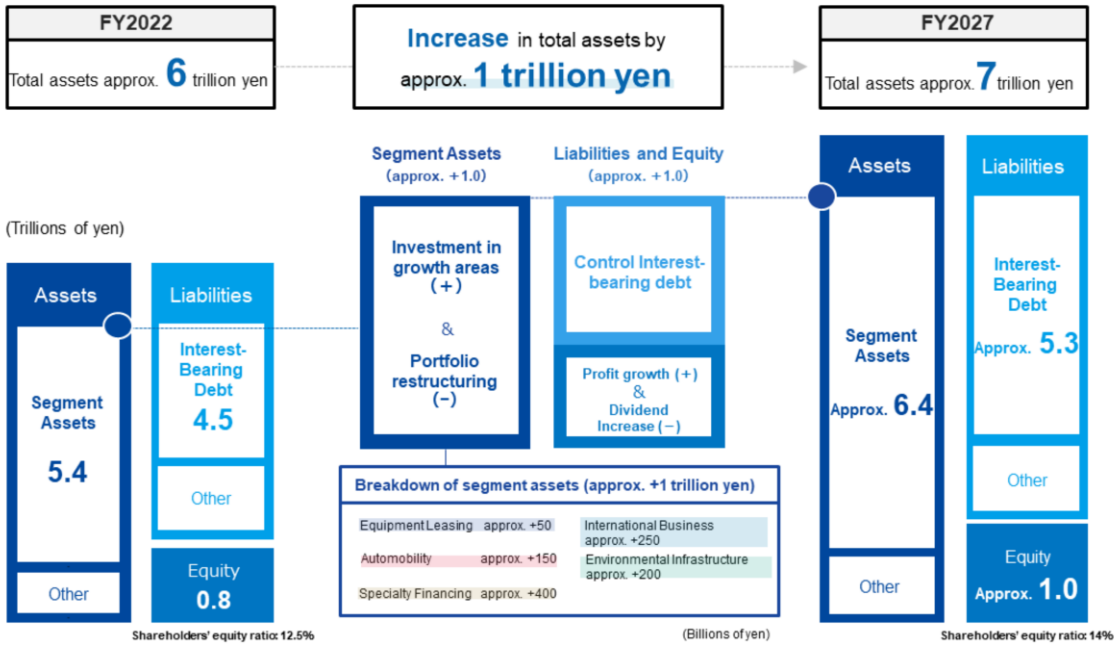 FY2022
Total assets approx. 6 trillion yen
Increase in total assets by
approx. 1 trillion yen
FY2027
Total assets approx. 7 trillion yen
(Trillions of yen)
Assets
Segment
Assets
5.4
Other
Liabilities
Interest-
Bearing
Debt
4.5
Other
Equity
0.8
Shareholders' equity ratio: 12.5%
Segment Assets
(approx. +1.0)
Investment in
growth areas
(+)
&
Portfolio
restructuring
(−)
Liabilities and Equity
(approx. +1.0)
Control Interest-
bearing debt
Profit growth (+)
&
Dividend
Increase (−)
Breakdown of segment assets (approx. +1 trillion yen)
Equipment Leasing approx. +50
Automobility approx. +150
Specialty Financing approx. +400
International Business
approx. +250
Environmental Infrastructure
approx. +200
(Billions of yen)
Assets
Segment
Assets
Approx. 6.4
Other
Liabilities
Interest-
Bearing
Debt
Approx. 5.3
Other
Equity
Approx. 1.0
Shareholders' equity ratio: 14%